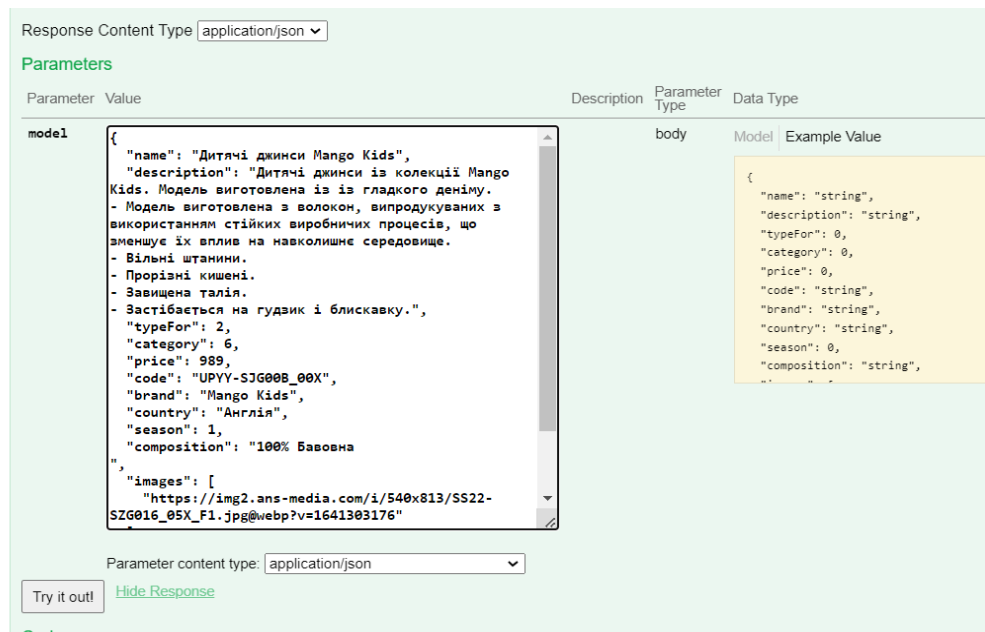 Response Content Type application/json
Parameters
Parameter Value Description Parameter Type Data Type
model body Model Example Value
{
  "name": "Дитячі джинси Mango Kids",
  "description": "Дитячі джинси із колекції Mango
Kids. Модель виготовлена із із гладкого деніму.
- Модель виготовлена з волокон, випродукуваних з
використанням стійких виробничих процесів, що
зменшує їх вплив на навколишнє середовище.
- Вільні штанини.
- Прорізні кишені.
- Завищена талія.
- Застібається на гудзик і блискавку.",
  "typeFor": 2,
  "category": 6,
  "price": 989,
  "code": "UPYY-SJG00B_00X",
  "brand": "Mango Kids",
  "country": "Англія",
  "season": 1,
  "composition": "100% Бавовна
",
  "images": [
    "https://img2.ans-media.com/i/540x813/SS22-
SZG016_05X_F1.jpg@webp?v=1641303176"
{
  "name": "string",
  "description": "string",
  "typeFor": 0,
  "category": 0,
  "price": 0,
  "code": "string",
  "brand": "string",
  "country": "string",
  "season": 0,
  "composition": "string",
Parameter content type: application/json
Try it out! Hide Response